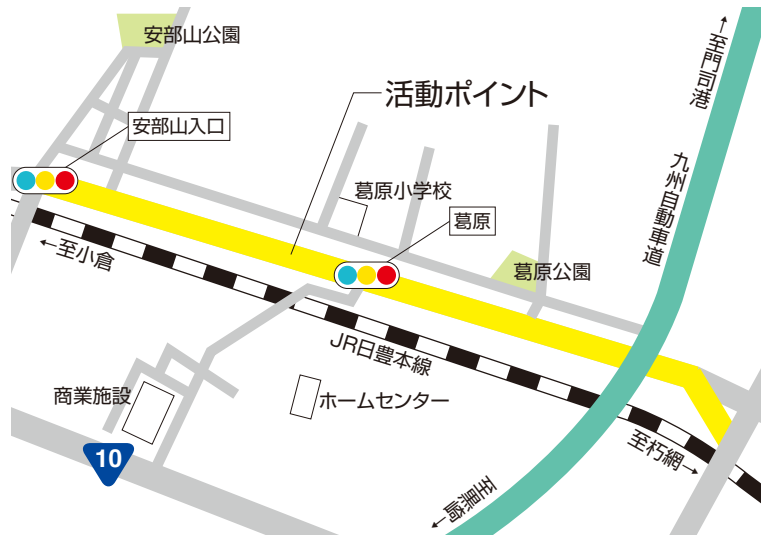 安部山公園
←至門司港
活動ポイント
安部山入口
九州自動車道
葛原小学校
葛原
←至小倉
葛原公園
JR日豊本線
商業施設
ホームセンター
至朽網→
10
←至黒崎